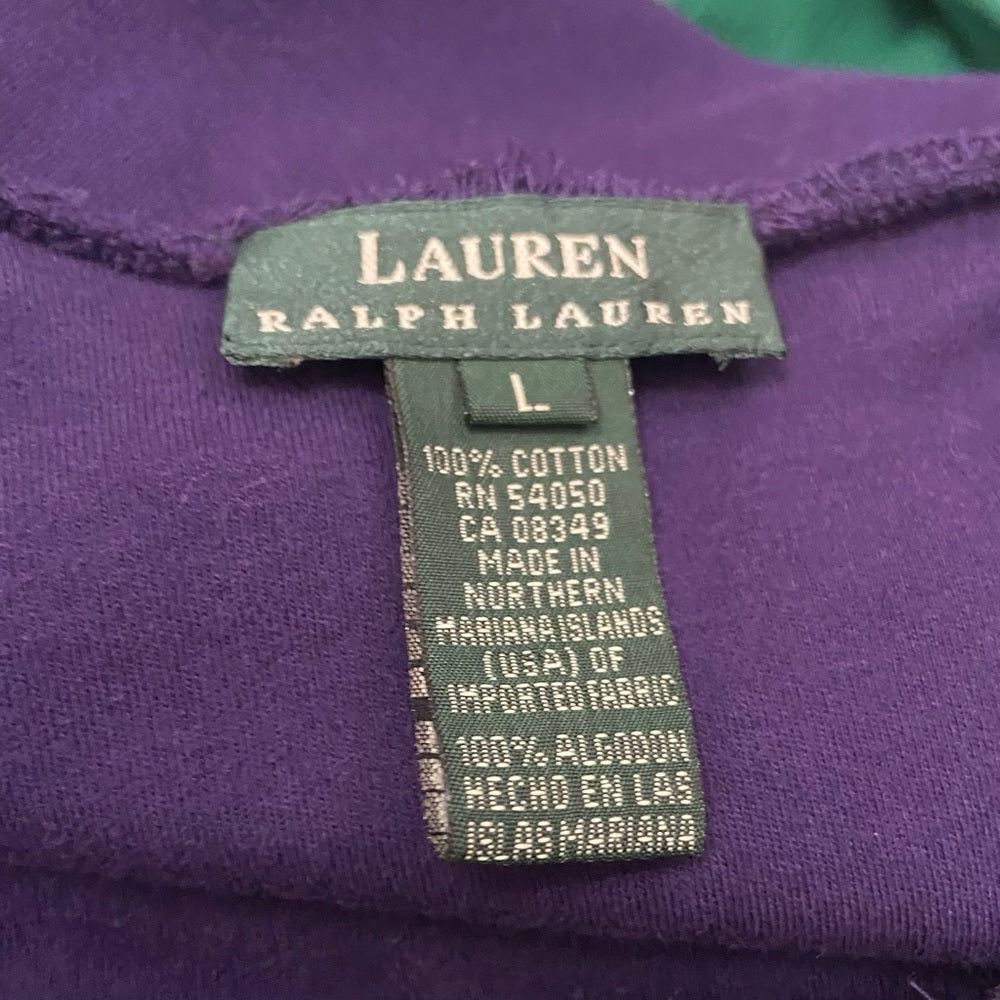 LAUREN
RALPH LAUREN
L
100% COTTON
RN 54050
CA 08349
MADE IN
NORTHERN
MARIANA ISLANDS
(USA) OF
IMPORTED FABRIC
100% ALGODON
HECHO EN LAS
ISLAS MARIANA